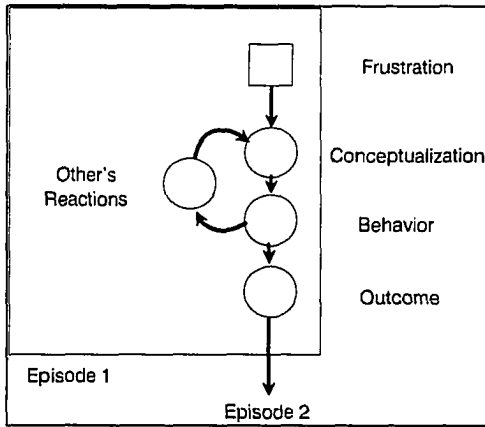 Frustration
Conceptualization
Other's
Reactions
Behavior
Outcome
Episode 1
Episode 2